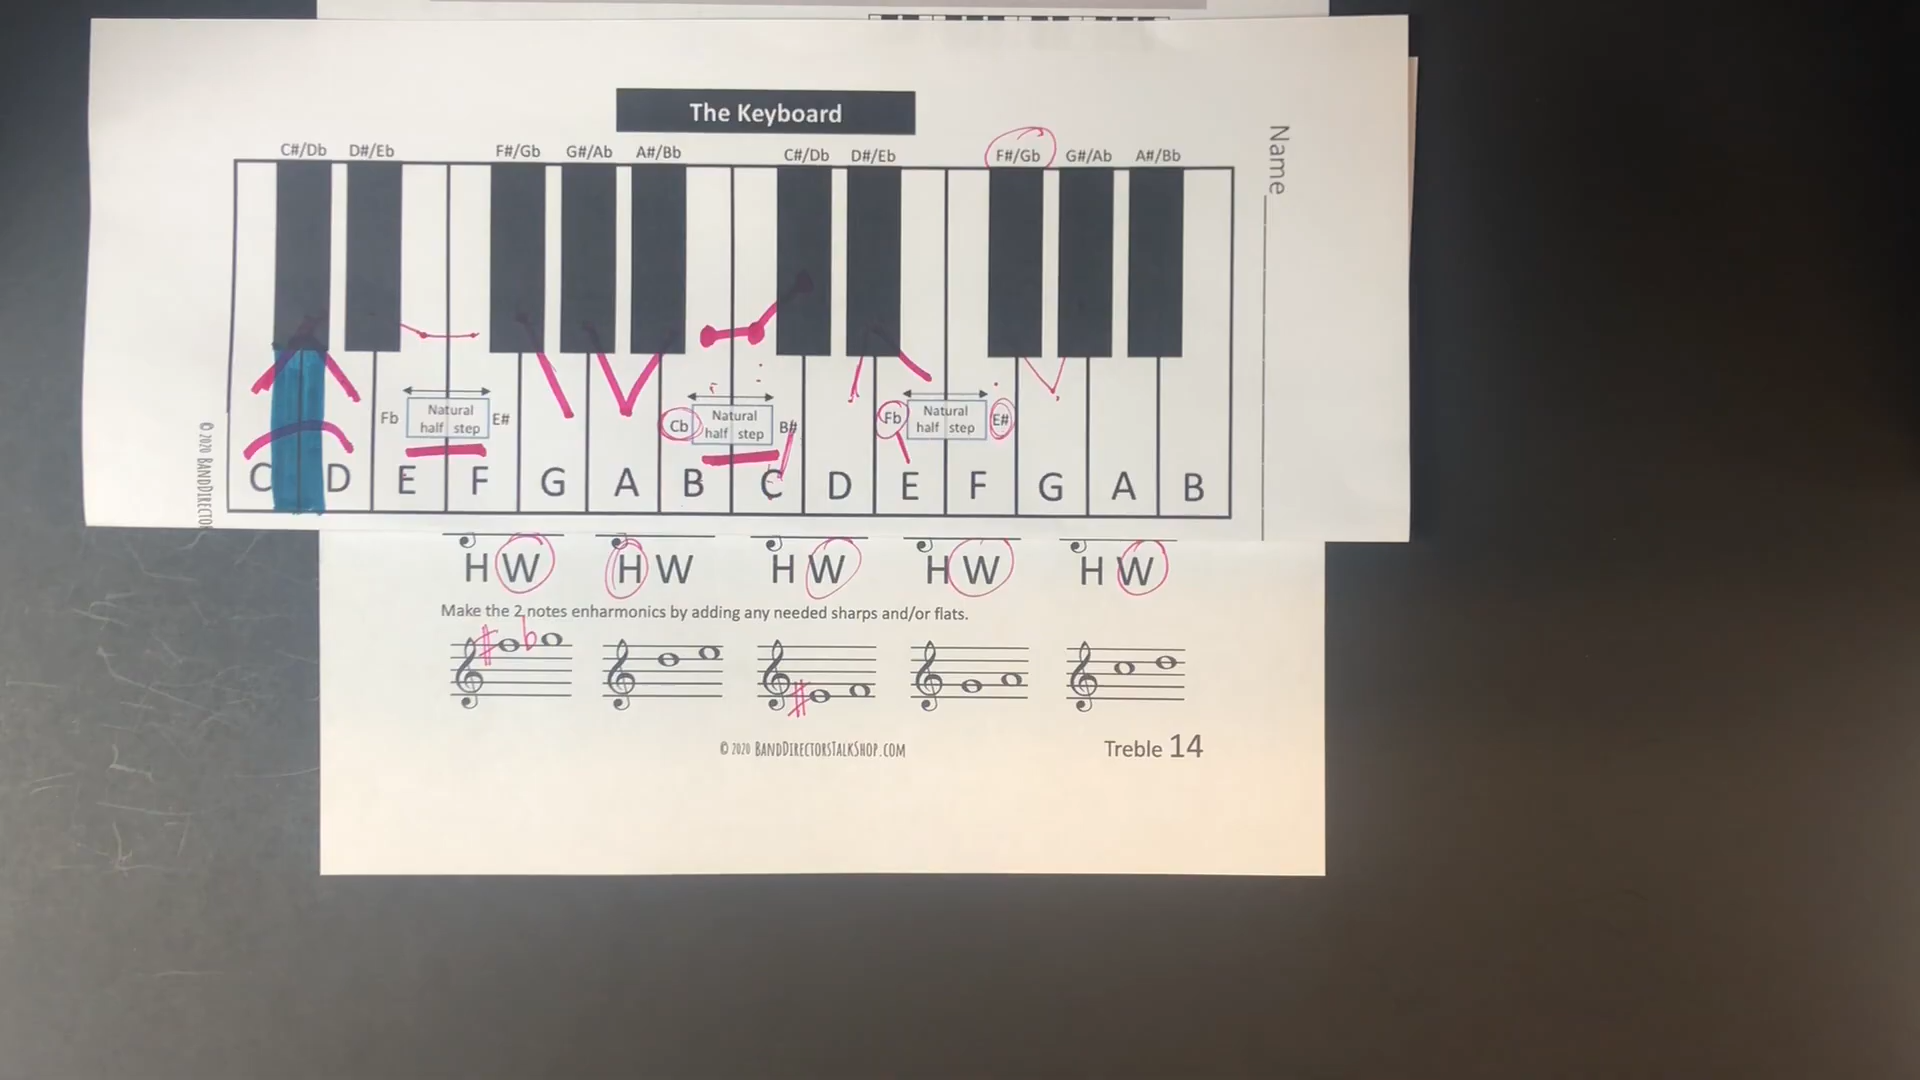 The Keyboard
C#/Db D#/Eb F#/Gb G#/Ab A#/Bb C#/Db D#/Eb F#/Gb G#/Ab A#/Bb
Name
Fb Natural half step E#
Cb Natural half step B#
Fb Natural half step E#
C D E F G A B C D E F G A B
© 2020 BANDDIRECTO
H W H W H W H W H W
Make the 2 notes enharmonics by adding any needed sharps and/or flats.
# b
#
© 2020 BANDDIRECTORSTALKSHOP.COM
Treble 14